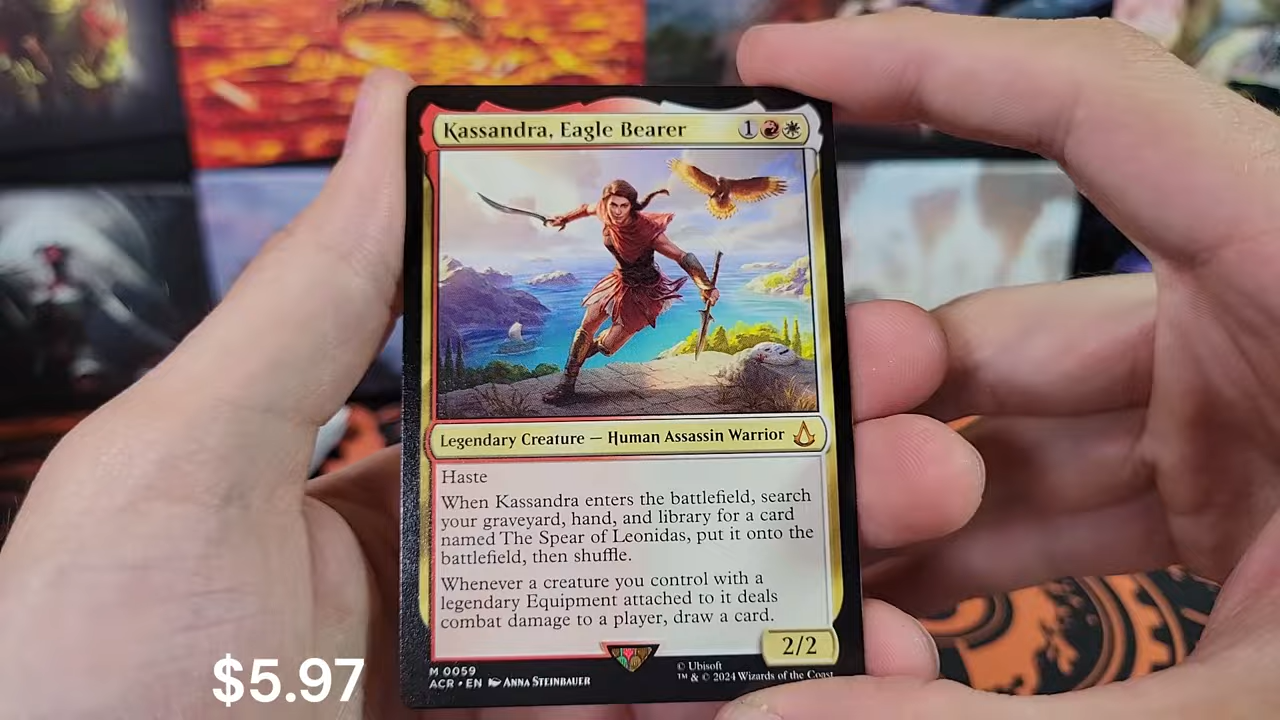 Kassandra, Eagle Bearer 1
Legendary Creature — Human Assassin Warrior
Haste
When Kassandra enters the battlefield, search
your graveyard, hand, and library for a card
named The Spear of Leonidas, put it onto the
battlefield, then shuffle.
Whenever a creature you control with a
legendary Equipment attached to it deals
combat damage to a player, draw a card.
2/2
M 0059
ACR • EN ANNA STEINBAUER
© Ubisoft
™ & © 2024 Wizards of the Coast
$5.97